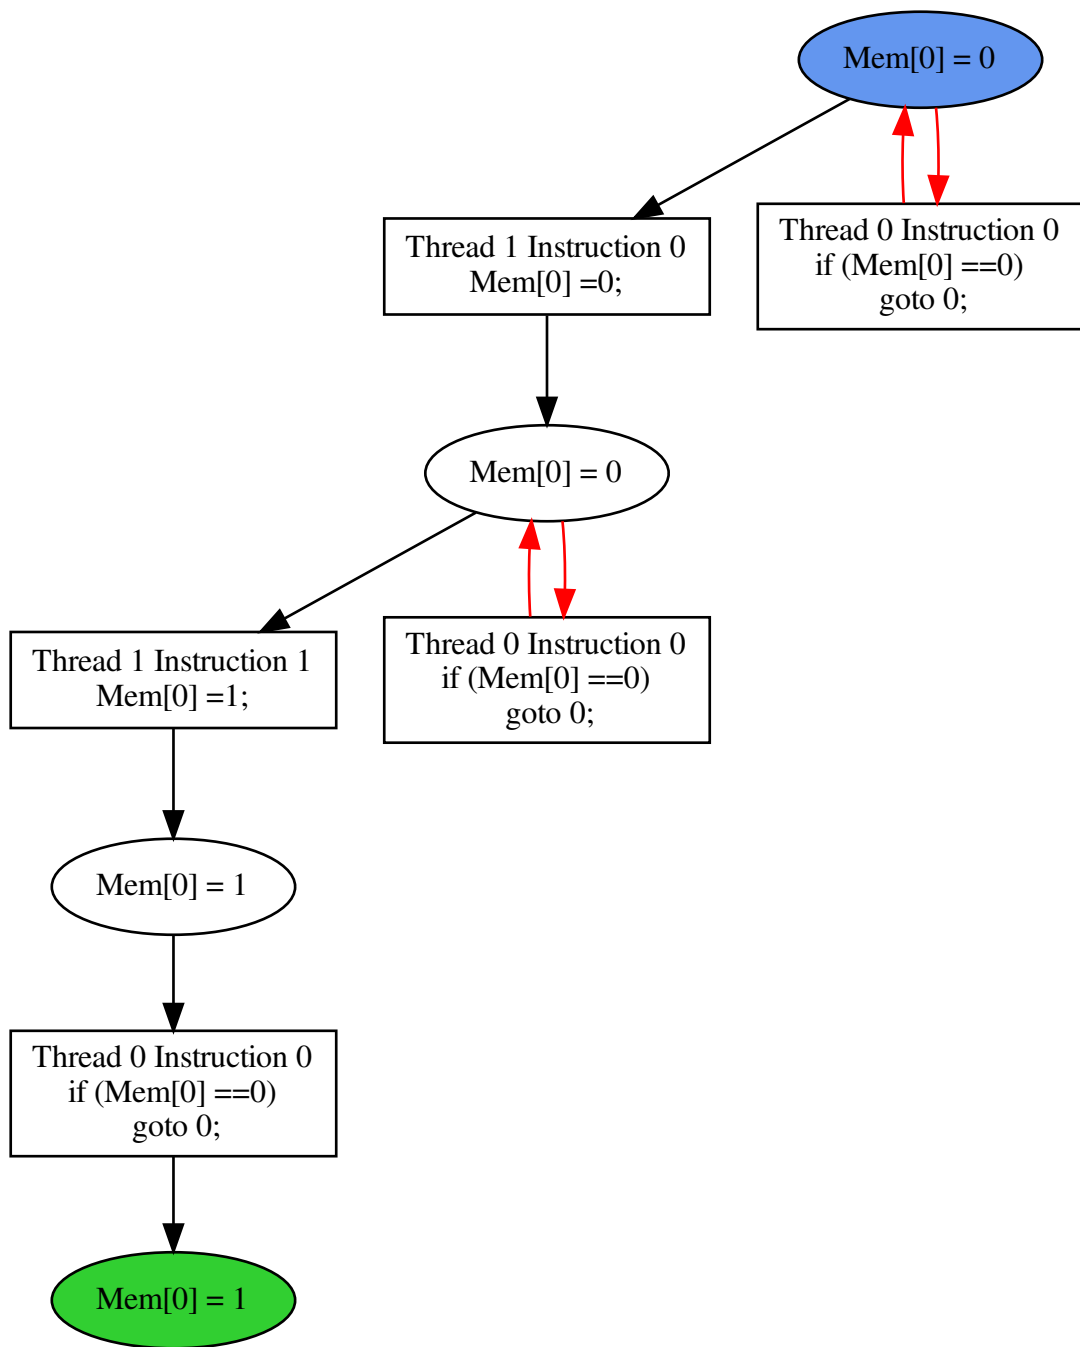 Mem[0] = 0
Thread 1 Instruction 0
Mem[0] =0;
Thread 0 Instruction 0
if (Mem[0] ==0)
goto 0;
Mem[0] = 0
Thread 1 Instruction 1
Mem[0] =1;
Thread 0 Instruction 0
if (Mem[0] ==0)
goto 0;
Mem[0] = 1
Thread 0 Instruction 0
if (Mem[0] ==0)
goto 0;
Mem[0] = 1